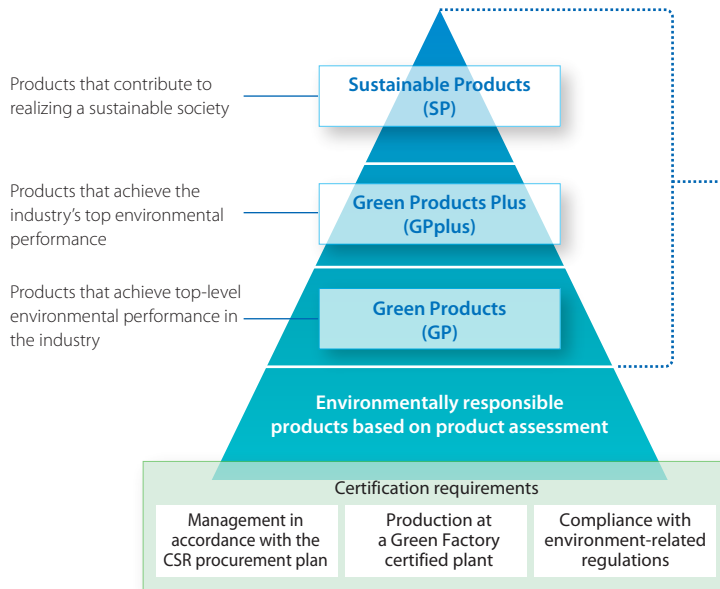 Products that contribute to
realizing a sustainable society
Sustainable Products
(SP)
Products that achieve the
industry’s top environmental
performance
Green Products Plus
(GPplus)
Products that achieve top-level
environmental performance in
the industry
Green Products
(GP)
Environmentally responsible
products based on product assessment
Certification requirements
Management in
accordance with the
CSR procurement plan
Production at
a Green Factory
certified plant
Compliance with
environment-related
regulations